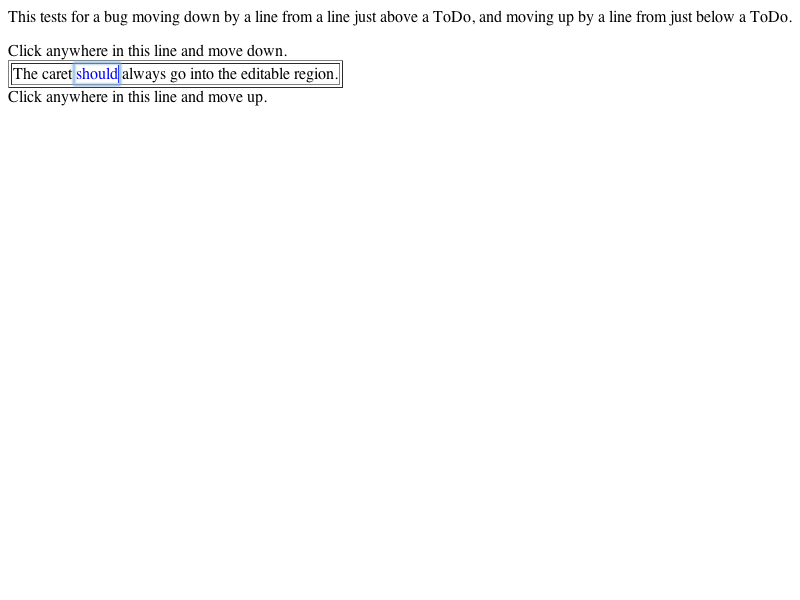 This tests for a bug moving down by a line from a line just above a ToDo, and moving up by a line from just below a ToDo.
Click anywhere in this line and move down.
The caret should always go into the editable region.
Click anywhere in this line and move up.